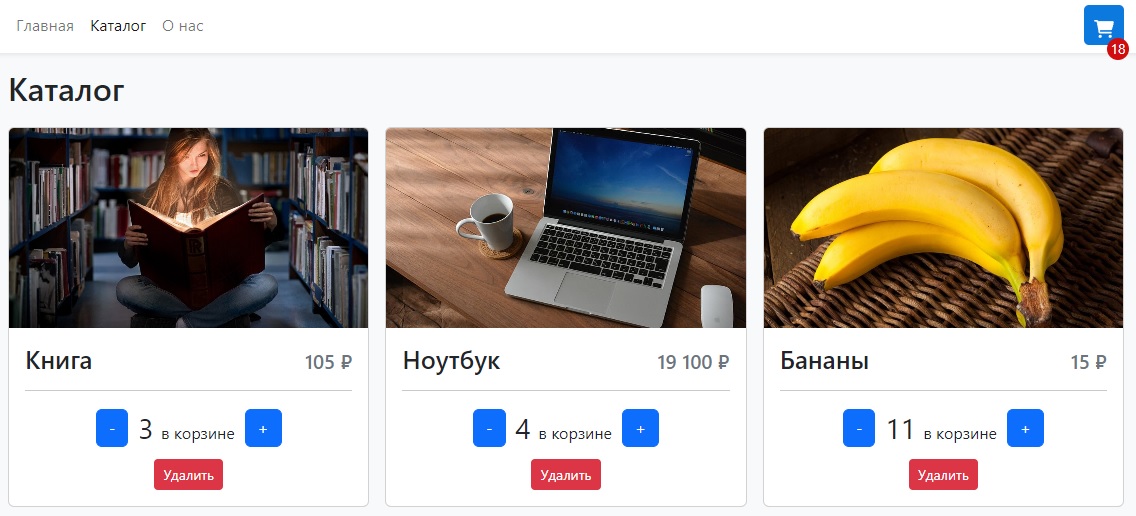 Главная Каталог О нас
18
Каталог
Книга 105 ₽
Ноутбук 19 100 ₽
Бананы 15 ₽
- 3 в корзине +
- 4 в корзине +
- 11 в корзине +
Удалить
Удалить
Удалить